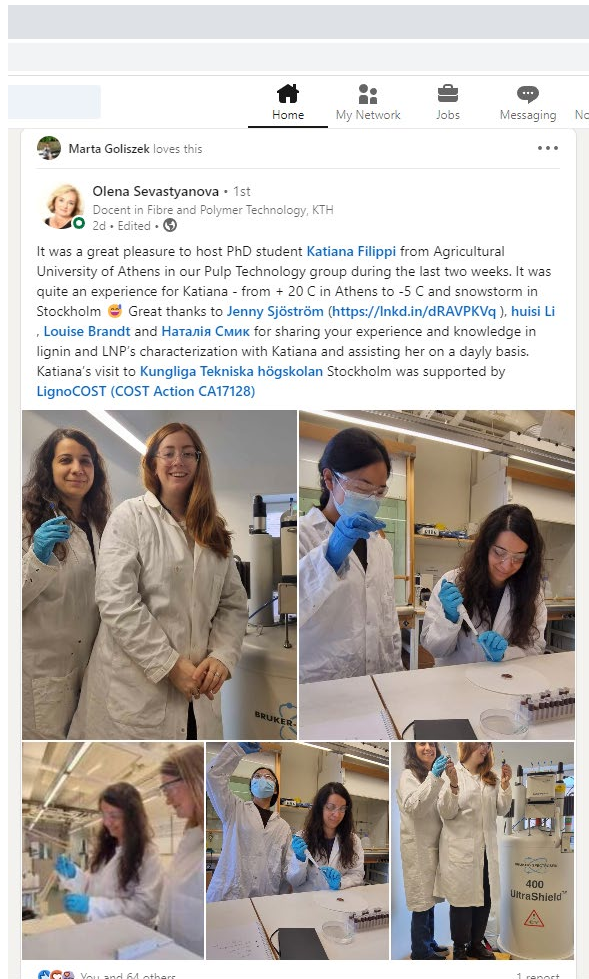 Home
My Network
Jobs
Messaging
No
Marta Goliszek loves this
Olena Sevastyanova • 1st
Docent in Fibre and Polymer Technology, KTH
2d • Edited •
It was a great pleasure to host PhD student Katiana Filippi from Agricultural
University of Athens in our Pulp Technology group during the last two weeks. It was
quite an experience for Katiana - from + 20 C in Athens to -5 C and snowstorm in
Stockholm 😅 Great thanks to Jenny Sjöström (https://lnkd.in/dRAVPKVq ), huisi Li
, Louise Brandt and Наталія Смик for sharing your experience and knowledge in
lignin and LNP's characterization with Katiana and assisting her on a dayly basis.
Katiana's visit to Kungliga Tekniska högskolan Stockholm was supported by
LignoCOST (COST Action CA17128)
BRUKER
400
UltraShield™
You and 64 others
1 repost